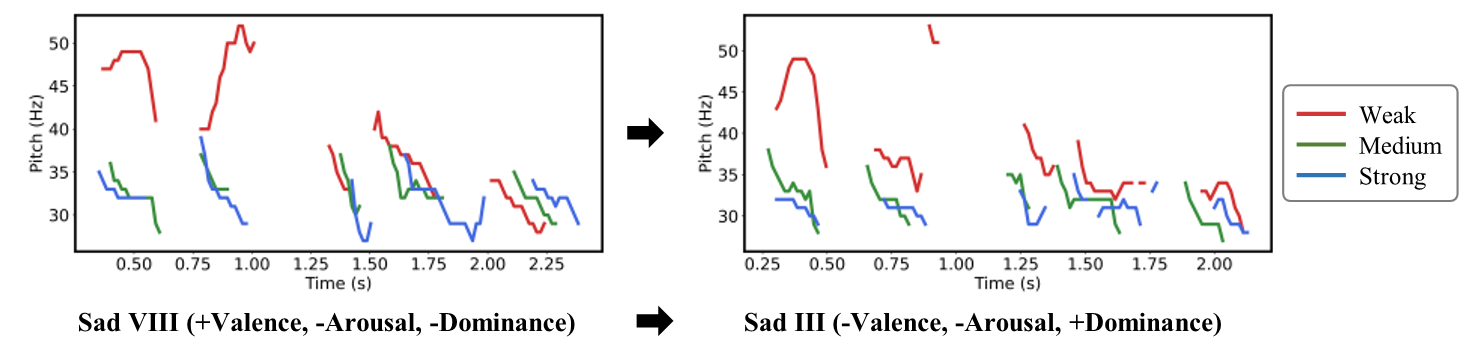 50
45
40
35
30
Pitch (Hz)
0.50 0.75 1.00 1.25 1.50 1.75 2.00 2.25
Time (s)
Sad VIII (+Valence, -Arousal, -Dominance)
50
45
40
35
30
Pitch (Hz)
0.25 0.50 0.75 1.00 1.25 1.50 1.75 2.00
Time (s)
Sad III (-Valence, -Arousal, +Dominance)
Weak
Medium
Strong